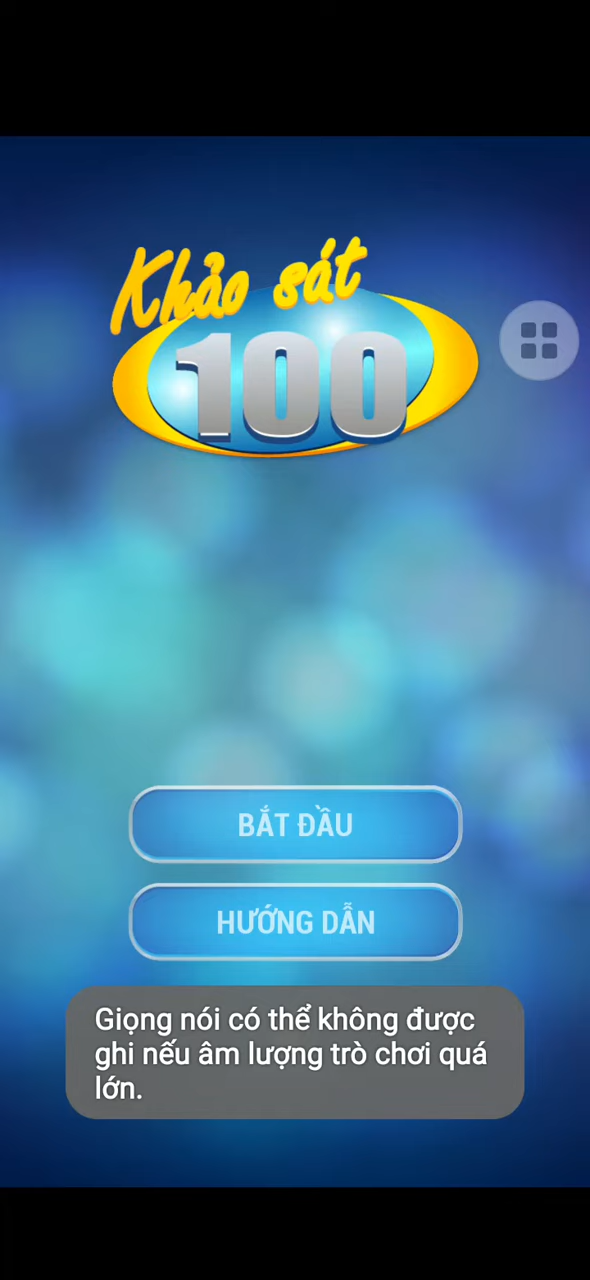 Khảo sát
100
BẮT ĐẦU
HƯỚNG DẪN
Giọng nói có thể không được
ghi nếu âm lượng trò chơi quá
lớn.